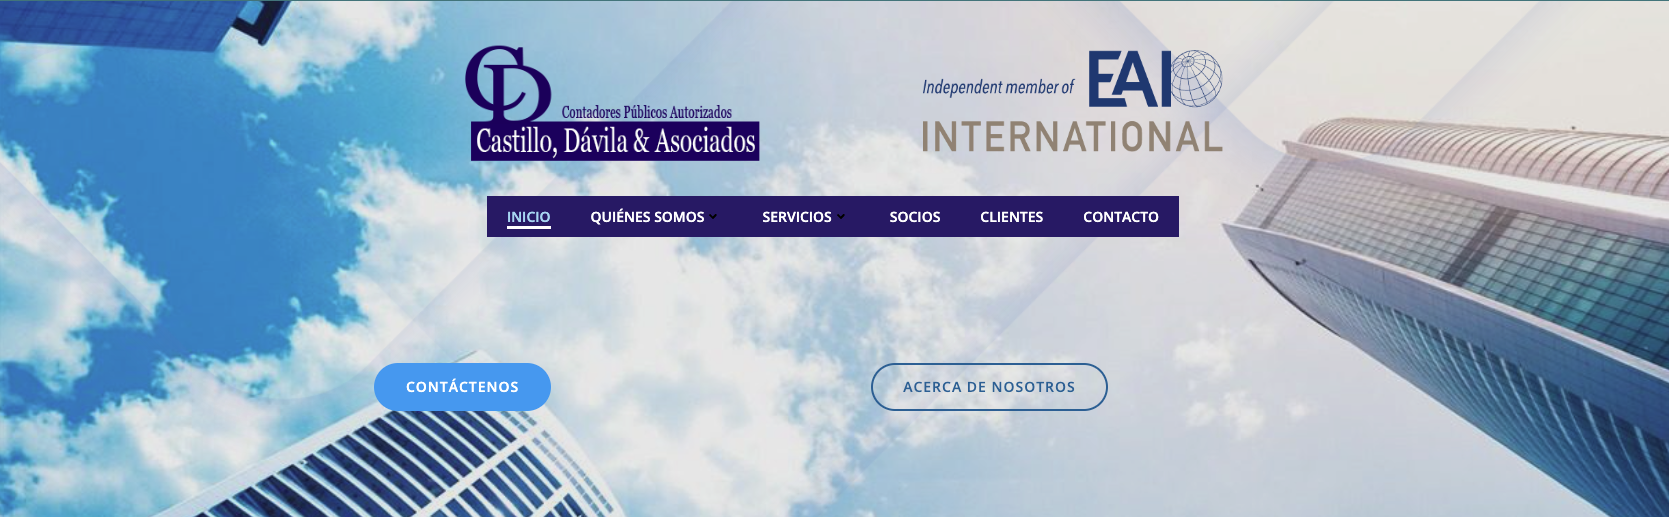 CD
Contadores Públicos Autorizados
Castillo, Dávila & Asociados
Independent member of EAI
INTERNATIONAL
INICIO QUIÉNES SOMOS SERVICIOS SOCIOS CLIENTES CONTACTO
CONTÁCTENOS
ACERCA DE NOSOTROS